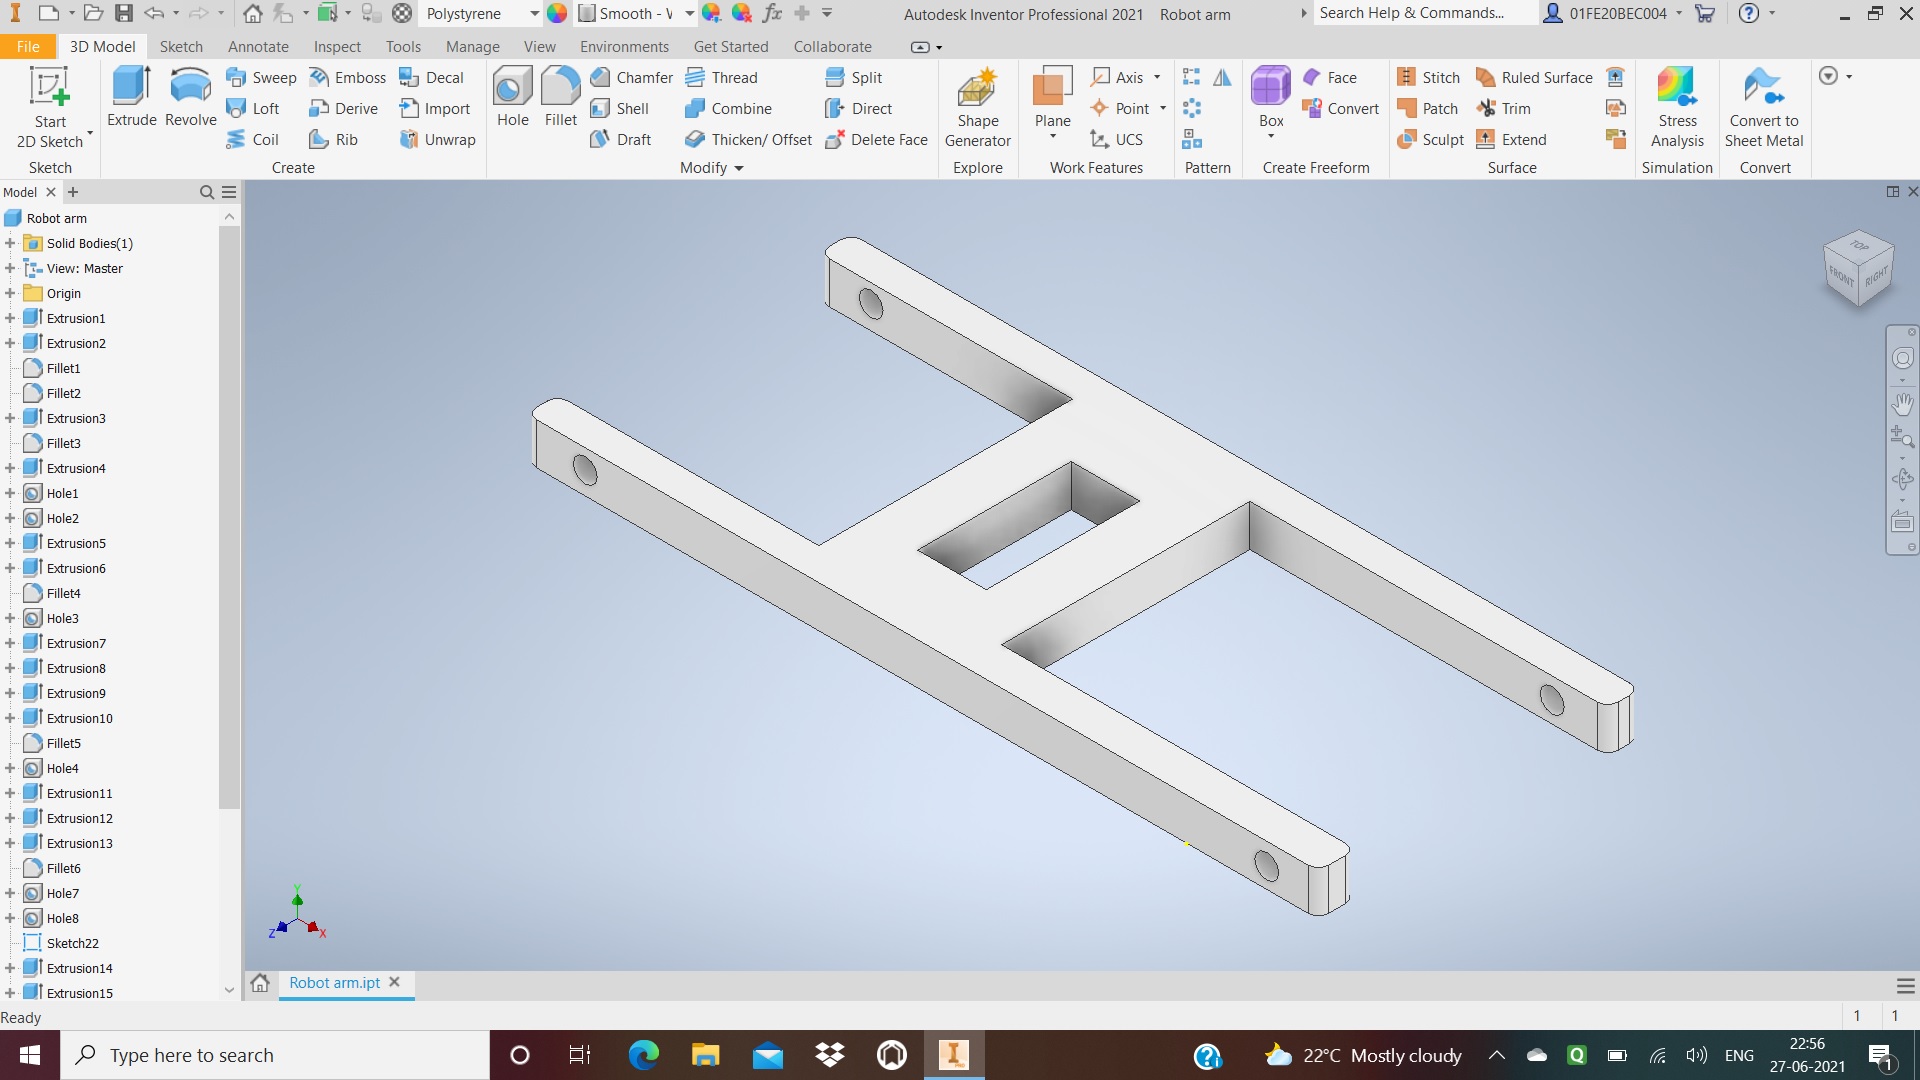 Polystyrene
Smooth - V
fx
Autodesk Inventor Professional 2021 Robot arm
Search Help & Commands...
01FE20BEC004
File
3D Model
Sketch
Annotate
Inspect
Tools
Manage
View
Environments
Get Started
Collaborate
Start
2D Sketch
Sketch
Extrude
Revolve
Sweep
Loft
Coil
Emboss
Derive
Rib
Decal
Import
Unwrap
Create
Hole
Fillet
Chamfer
Shell
Draft
Thread
Combine
Thicken/ Offset
Split
Direct
Delete Face
Modify
Shape
Generator
Explore
Plane
Axis
Point
UCS
Work Features
Pattern
Box
Face
Convert
Create Freeform
Stitch
Patch
Sculpt
Ruled Surface
Trim
Extend
Surface
Stress
Analysis
Simulation
Convert to
Sheet Metal
Convert
Model
Robot arm
Solid Bodies(1)
View: Master
Origin
Extrusion1
Extrusion2
Fillet1
Fillet2
Extrusion3
Fillet3
Extrusion4
Hole1
Hole2
Extrusion5
Extrusion6
Fillet4
Hole3
Extrusion7
Extrusion8
Extrusion9
Extrusion10
Fillet5
Hole4
Extrusion11
Extrusion12
Extrusion13
Fillet6
Hole7
Hole8
Sketch22
Extrusion14
Extrusion15
TOP
FRONT
RIGHT
Y
Z
X
Robot arm.ipt
Ready
1 1
Type here to search
22°C Mostly cloudy
ENG
22:56
27-06-2021
1